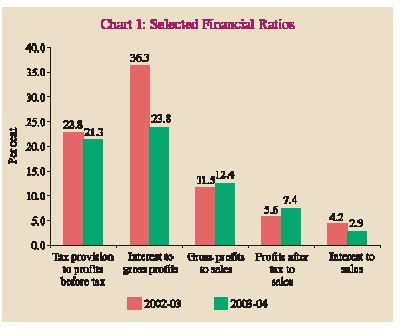 Chart 1: Selected Financial Ratios
Per cent
40.0
35.0
30.0
25.0
20.0
15.0
10.0
5.0
0.0
22.8
21.3
36.3
23.8
11.5
12.4
5.6
7.4
4.2
2.9
Tax provision
to profits
before tax
Interest to
gross profits
Gross profits
to sales
Profits after
tax to
sales
Interest to
sales
2002-03
2003-04